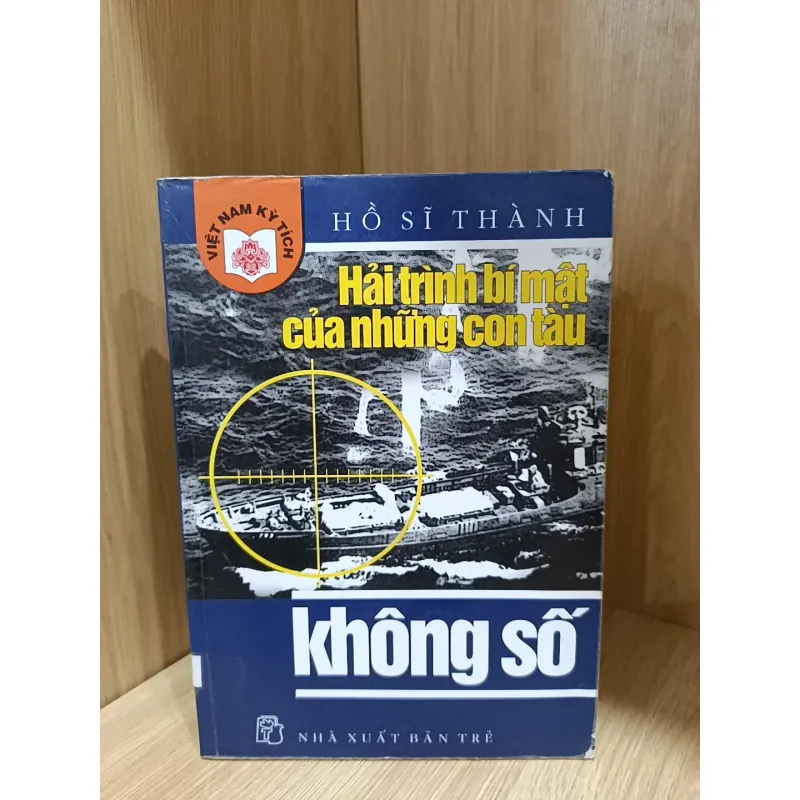 VIỆT NAM KỲ TÍCH
HỒ SĨ THÀNH
Hải trình bí mật
của những con tàu
không số
NHÀ XUẤT BẢN TRẺ